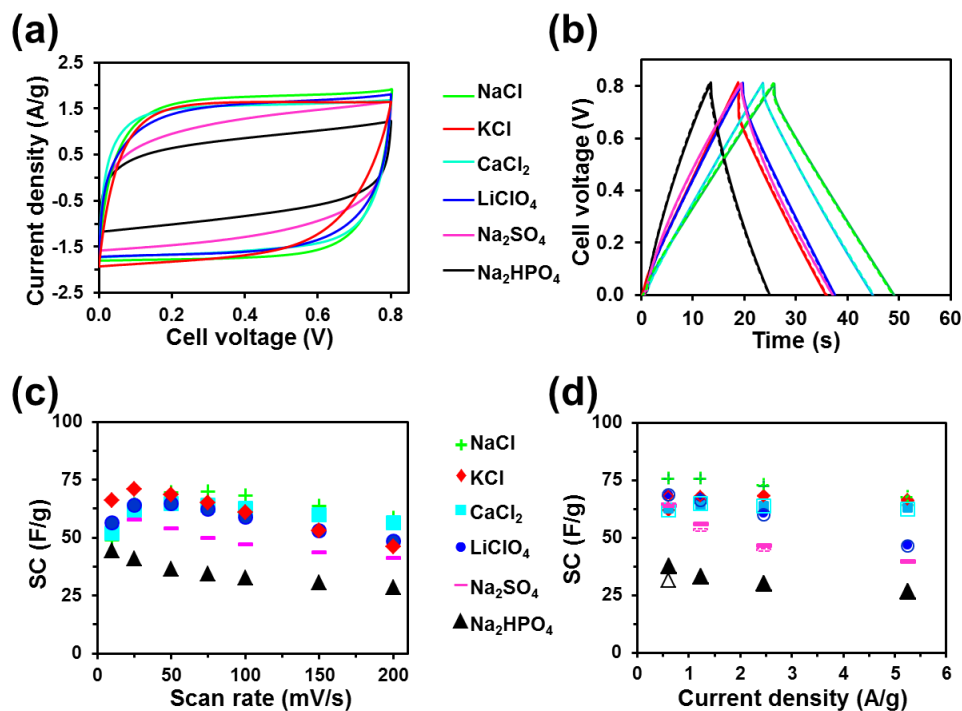 (a)
Current density (A/g)
2.5
1.5
0.5
-0.5
-1.5
-2.5
0.0
0.2
0.4
0.6
0.8
Cell voltage (V)
NaCl
KCl
CaCl₂
LiClO₄
Na₂SO₄
Na₂HPO₄
(b)
Cell voltage (V)
1.0
0.8
0.6
0.4
0.2
0.0
0
10
20
30
40
50
60
Time (s)
(c)
SC (F/g)
100
75
50
25
0
0
50
100
150
200
Scan rate (mV/s)
NaCl
KCl
CaCl₂
LiClO₄
Na₂SO₄
Na₂HPO₄
(d)
SC (F/g)
100
75
50
25
0
0
1
2
3
4
5
6
Current density (A/g)